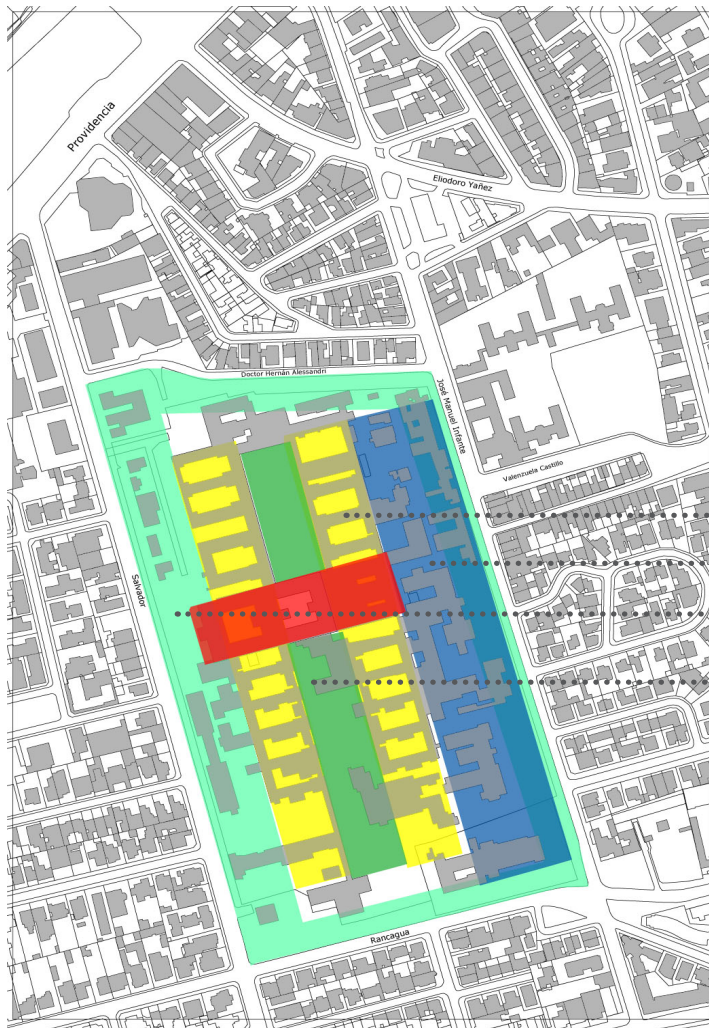 Providencia
Eliodoro Yañez
Doctor Hernán Alessandri
José Manuel Infante
Valenzuela Castillo
Salvador
Rancagua